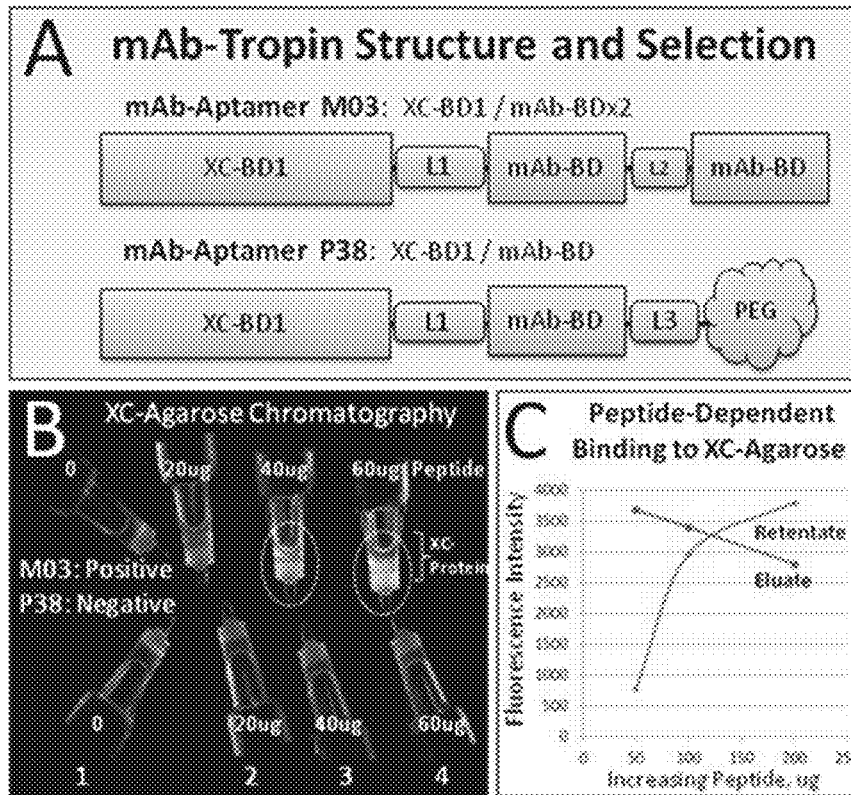 A mAb-Tropin Structure and Selection
mAb-Aptamer M03: XC-BD1 / mAb-BDx2
XC-BD1 L1 mAb-BD L2 mAb-BD
mAb-Aptamer P38: XC-BD1 / mAb-BD
XC-BD1 L1 mAb-BD L3 PEG
B XC-Agarose Chromatography
0 20ug 40ug 60ug Peptide
XC-
Protein
M03: Positive
P38: Negative
0 20ug 40ug 60ug
1 2 3 4
C Peptide-Dependent
Binding to XC-Agarose
Fluorescence Intensity
4000
3500
3000
2500
2000
1500
1000
500
0
Retentate
Eluate
0 50 100 150 200 250
Increasing Peptide, ug